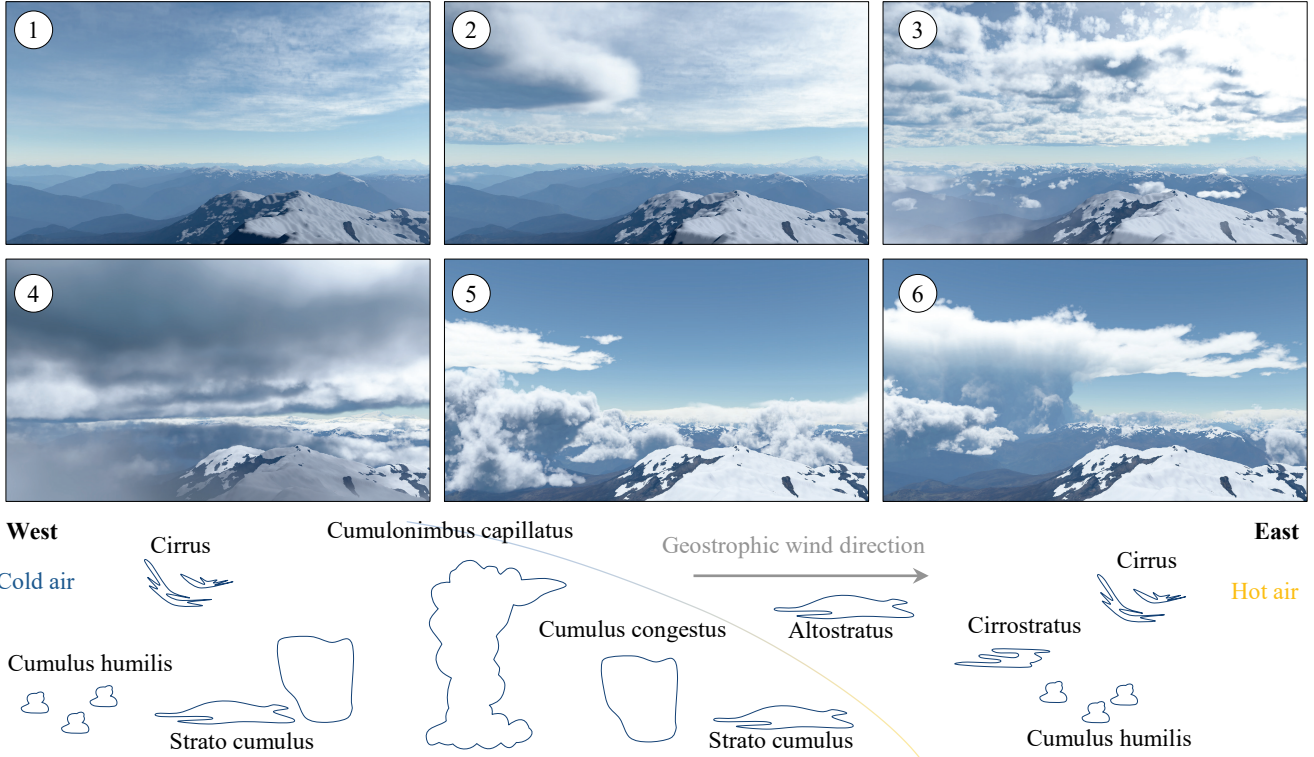 1
2
3
4
5
6
West
East
Cumulonimbus capillatus
Geostrophic wind direction
Cirrus
Cirrus
Cold air
Hot air
Cumulus congestus
Altostratus
Cirrostratus
Cumulus humilis
Strato cumulus
Strato cumulus
Cumulus humilis